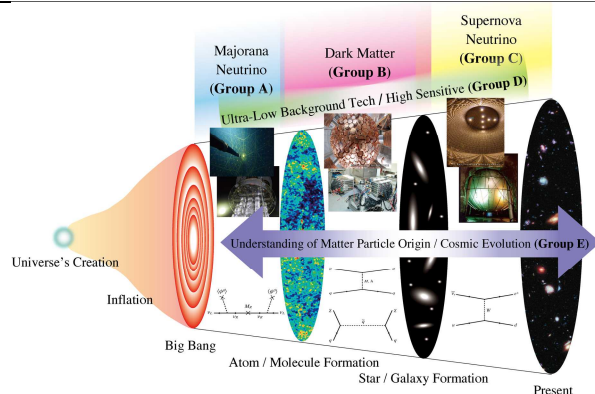 Majorana
Neutrino
(Group A)
Dark Matter
(Group B)
Supernova
Neutrino
(Group C)
Ultra-Low Background Tech / High Sensitive (Group D)
Understanding of Matter Particle Origin / Cosmic Evolution (Group E)
Universe's Creation
Inflation
Big Bang
Atom / Molecule Formation
Star / Galaxy Formation
Present